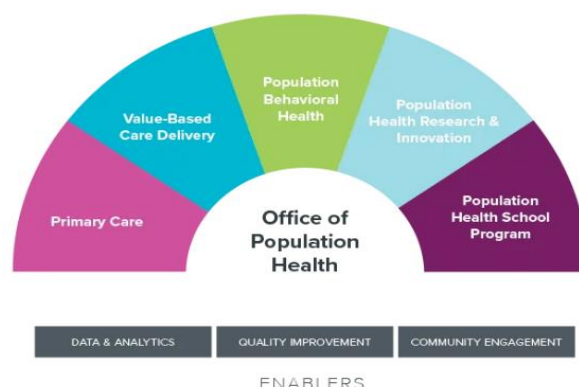 Population
Behavioral
Health
Value-Based
Care Delivery
Population
Health Research &
Innovation
Primary Care
Population
Health School
Program
Office of
Population
Health
DATA & ANALYTICS
QUALITY IMPROVEMENT
COMMUNITY ENGAGEMENT
ENABLERS